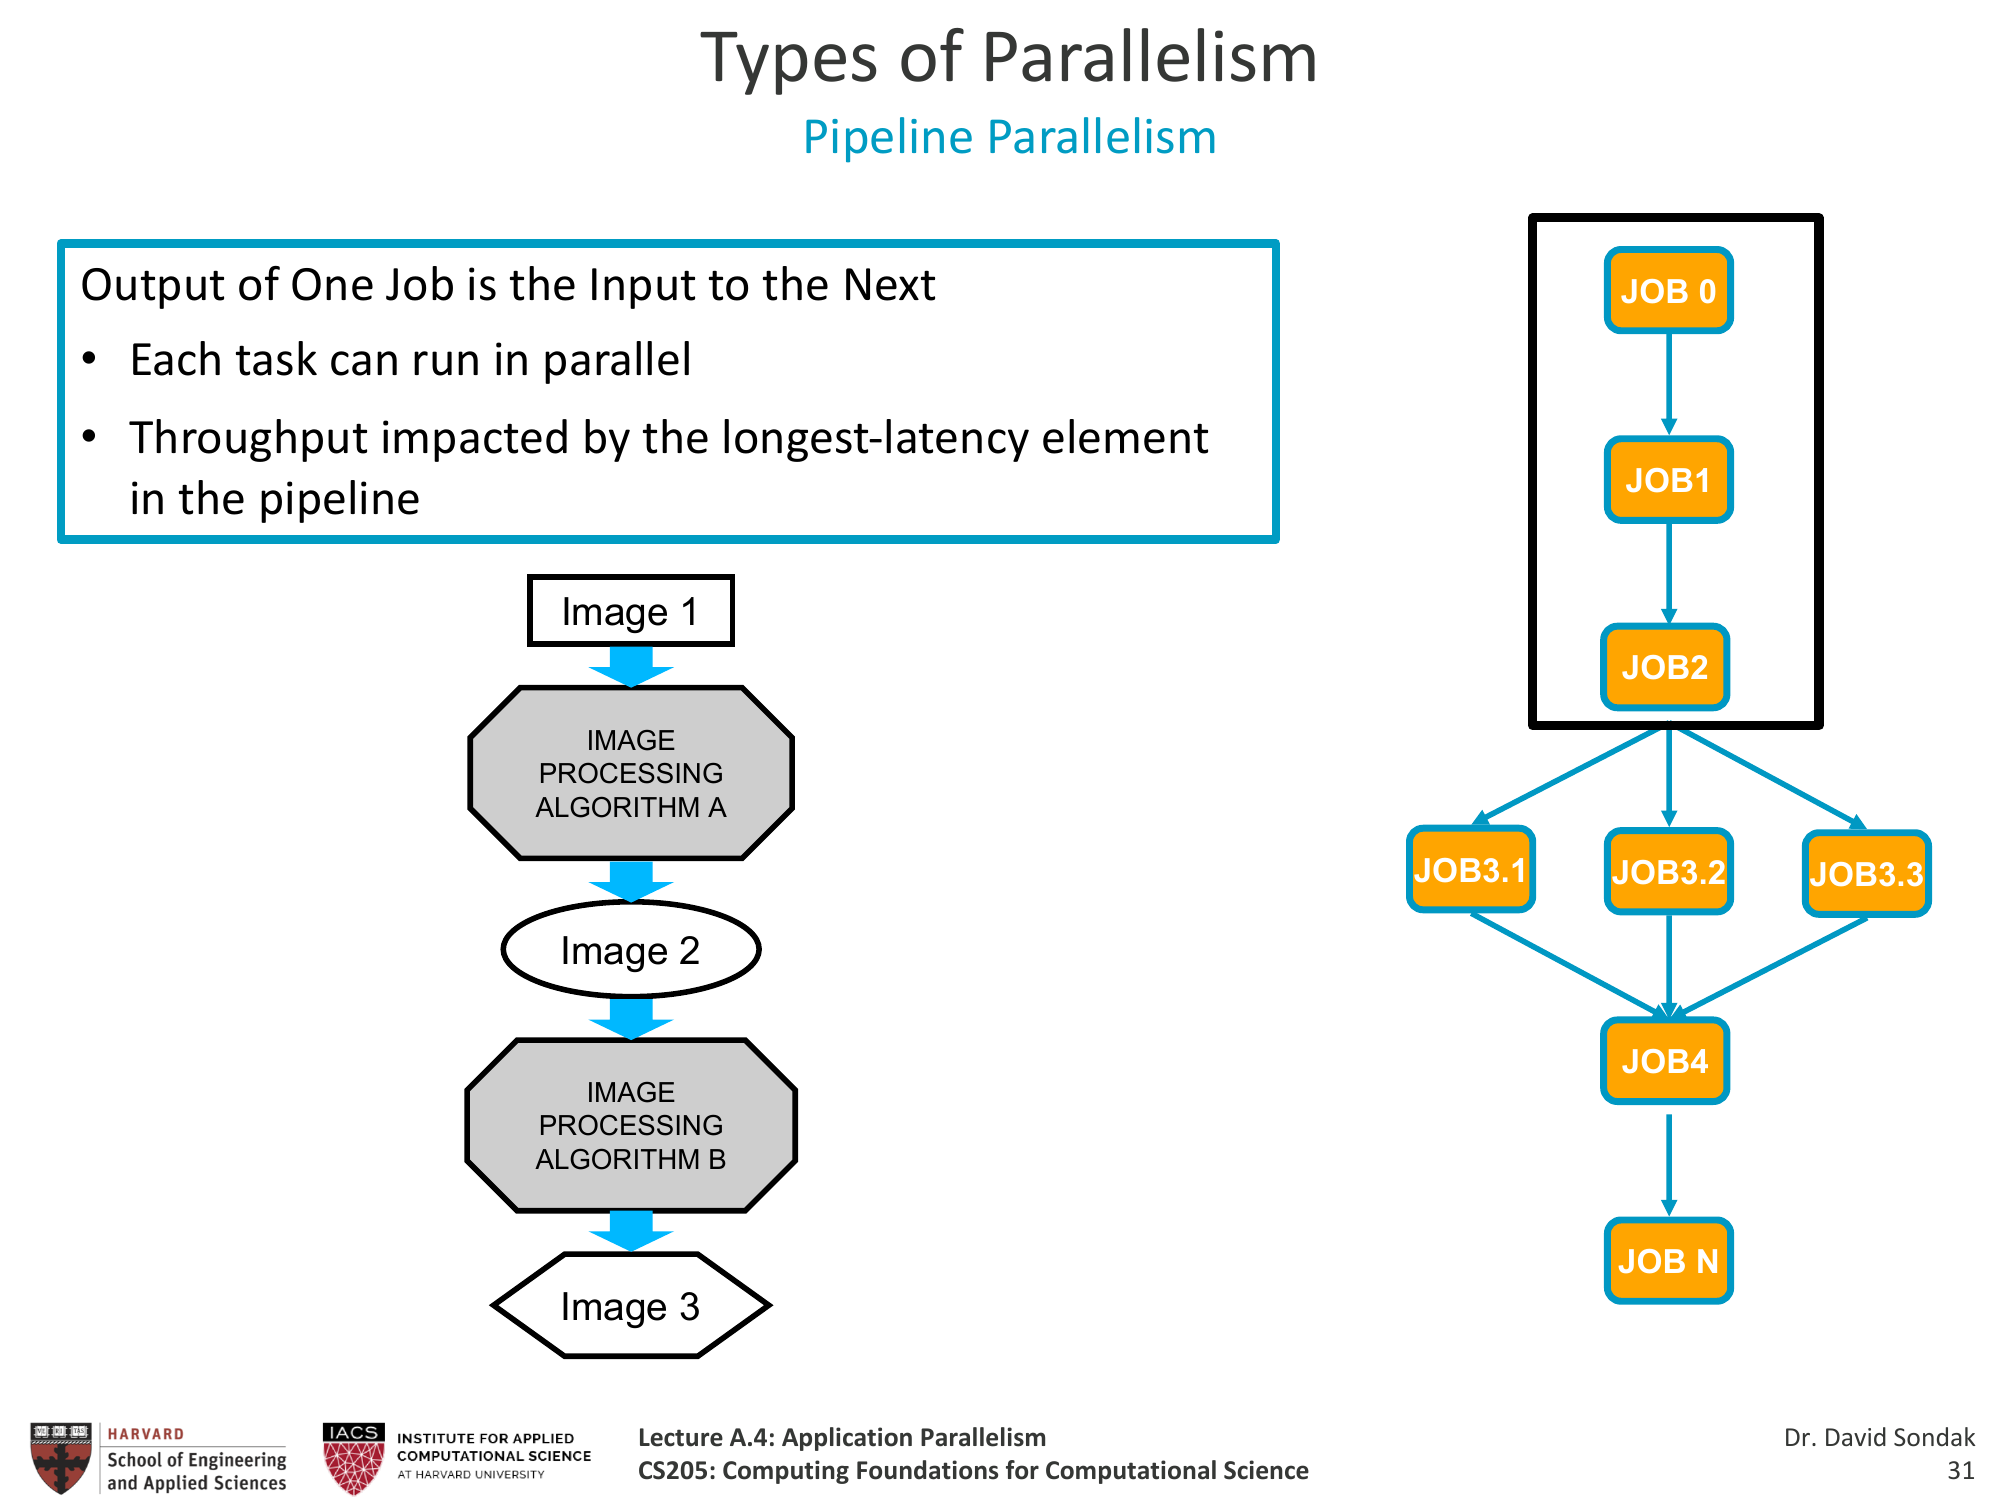 Types of Parallelism
Pipeline Parallelism
Output of One Job is the Input to the Next
• Each task can run in parallel
• Throughput impacted by the longest-latency element
in the pipeline
Image 1
IMAGE
PROCESSING
ALGORITHM A
Image 2
IMAGE
PROCESSING
ALGORITHM B
Image 3
JOB 0
JOB1
JOB2
JOB3.1
JOB3.2
JOB3.3
JOB4
JOB N
HARVARD
School of Engineering
and Applied Sciences
IACS
INSTITUTE FOR APPLIED
COMPUTATIONAL SCIENCE
AT HARVARD UNIVERSITY
Lecture A.4: Application Parallelism
CS205: Computing Foundations for Computational Science
Dr. David Sondak
31